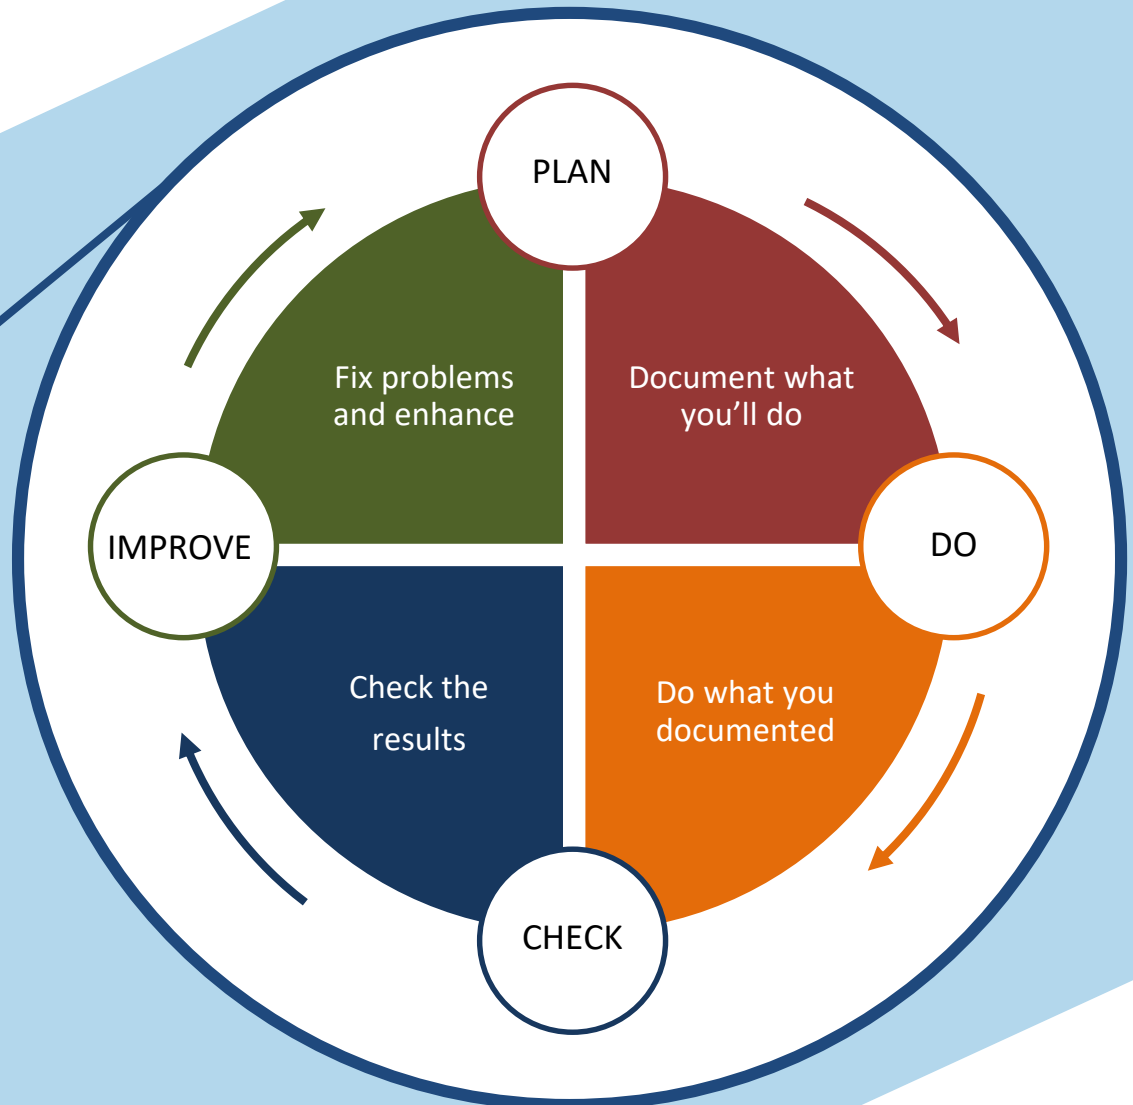 PLAN
Document what
you’ll do
DO
Do what you
documented
CHECK
Check the
results
IMPROVE
Fix problems
and enhance